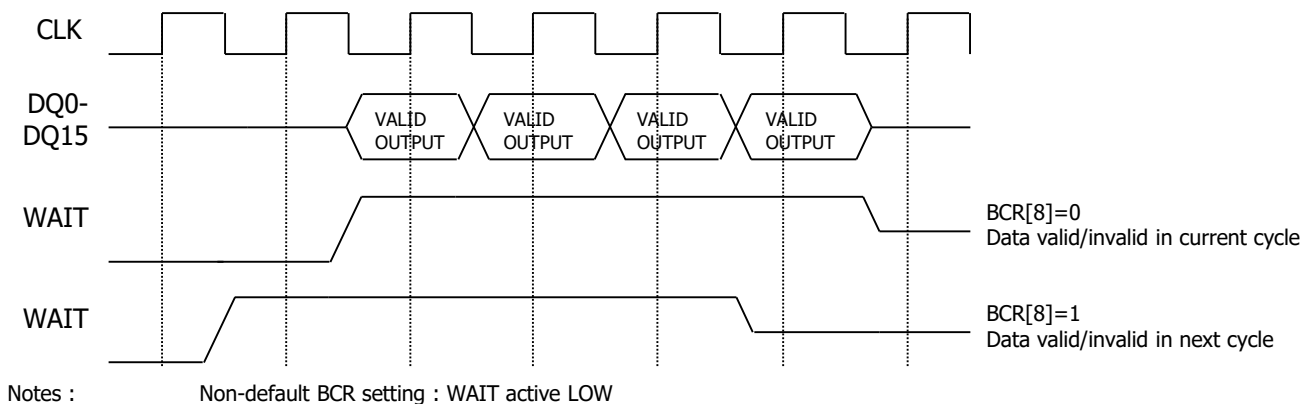 CLK
DQ0-
DQ15
VALID
OUTPUT
VALID
OUTPUT
VALID
OUTPUT
VALID
OUTPUT
WAIT
BCR[8]=0
Data valid/invalid in current cycle
WAIT
BCR[8]=1
Data valid/invalid in next cycle
Notes : Non-default BCR setting : WAIT active LOW